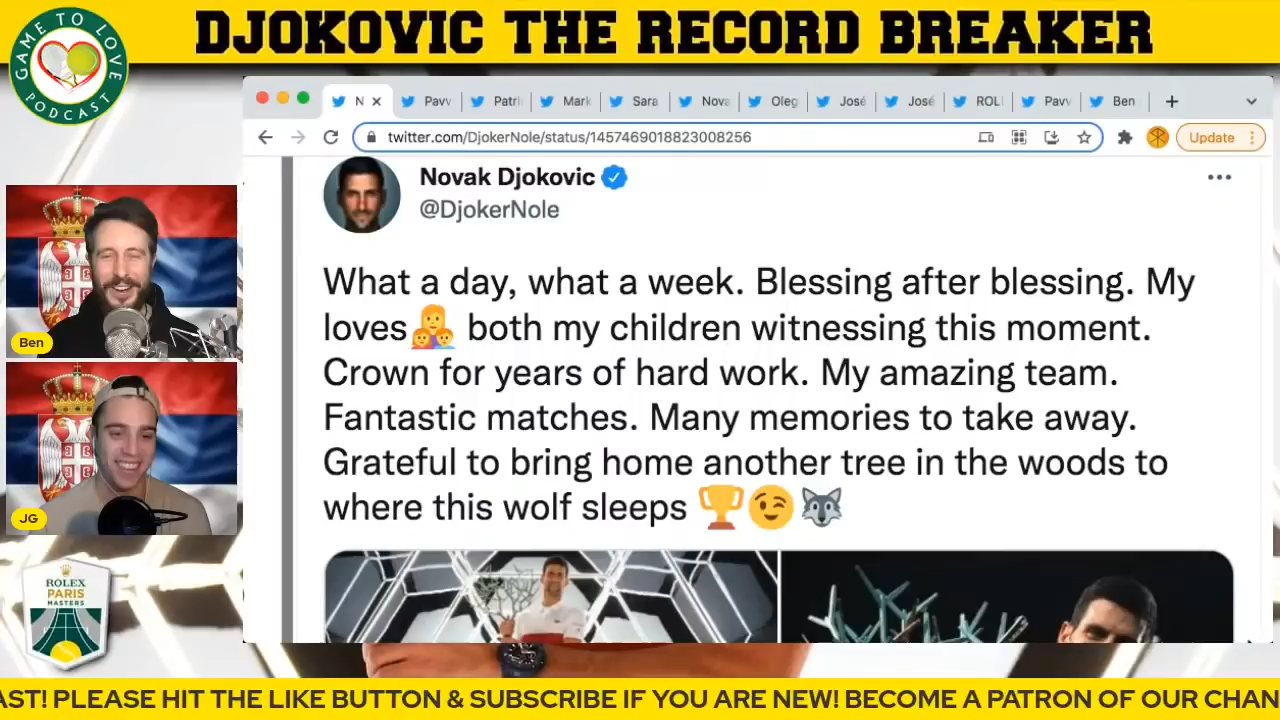 DJOKOVIC THE RECORD BREAKER
GAME TO LOVE
PODCAST
N
Pavv
Patri
Mark
Sara
Nova
Oleg
José
José
ROLI
Pavv
Ben
twitter.com/DjokerNole/status/1457469018823008256
Update
Novak Djokovic
@DjokerNole
What a day, what a week. Blessing after blessing. My
loves👩‍👧‍👦 both my children witnessing this moment.
Crown for years of hard work. My amazing team.
Fantastic matches. Many memories to take away.
Grateful to bring home another tree in the woods to
where this wolf sleeps 🏆😉🐺
Ben
JG
ROLEX
PARIS
MASTERS
AST! PLEASE HIT THE LIKE BUTTON & SUBSCRIBE IF YOU ARE NEW! BECOME A PATRON OF OUR CHAN